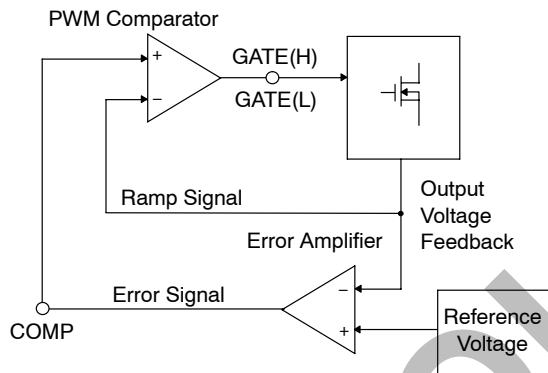 PWM Comparator
+
−
GATE(H)
GATE(L)
Ramp Signal
Output
Voltage
Feedback
Error Amplifier
−
+
Error Signal
COMP
Reference
Voltage